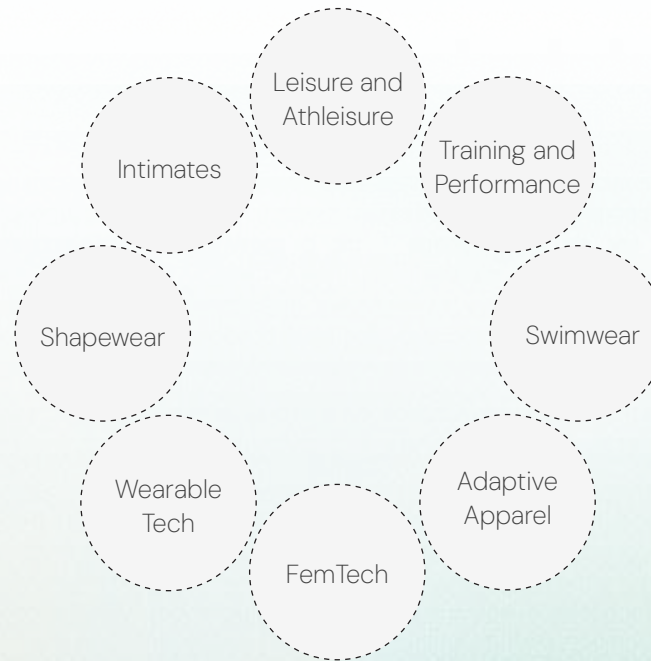 Leisure and
Athleisure
Training and
Performance
Swimwear
Adaptive
Apparel
FemTech
Wearable
Tech
Shapewear
Intimates